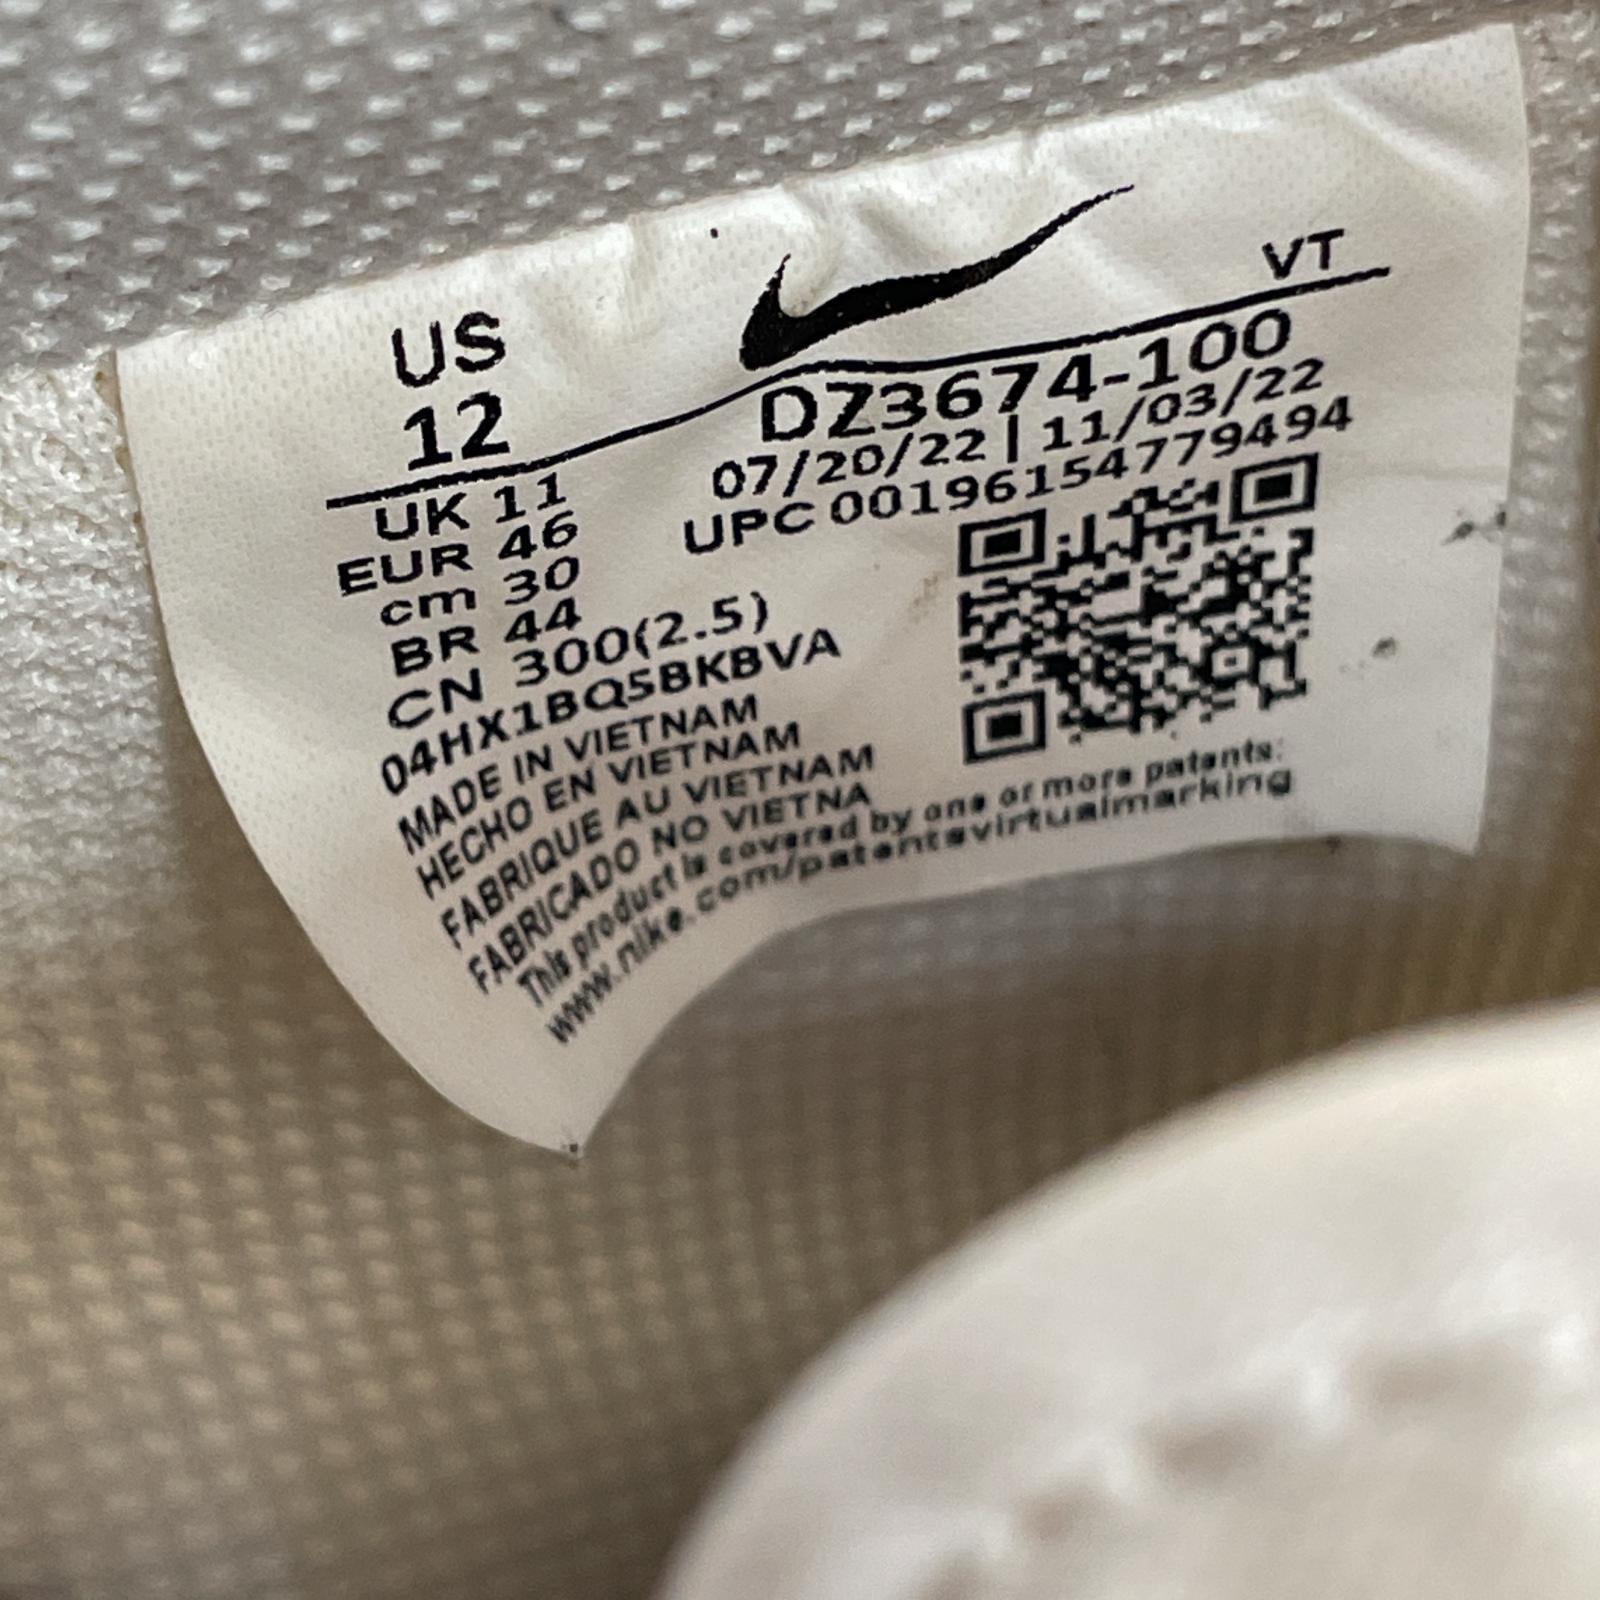 US
12
VT
UK 11
EUR 46
cm 30
BR 44
CN 300(2.5)
04HX1BQ5BKBVA
MADE IN VIETNAM
HECHO EN VIETNAM
FABRIQUE AU VIETNAM
FABRICADO NO VIETNA
DZ3674-100
07/20/22 | 11/03/22
UPC 00196154779494
This product is covered by one or more patents:
www.nike.com/patentsvirtualmarking